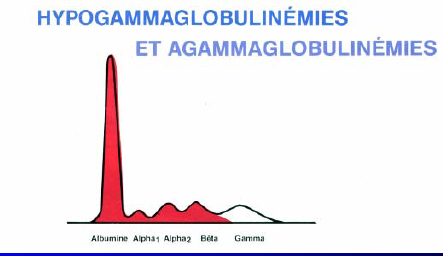 HYPOGAMMAGLOBULINÉMIES
ET AGAMMAGLOBULINÉMIES
Albumine Alpha1 Alpha2 Bêta Gamma